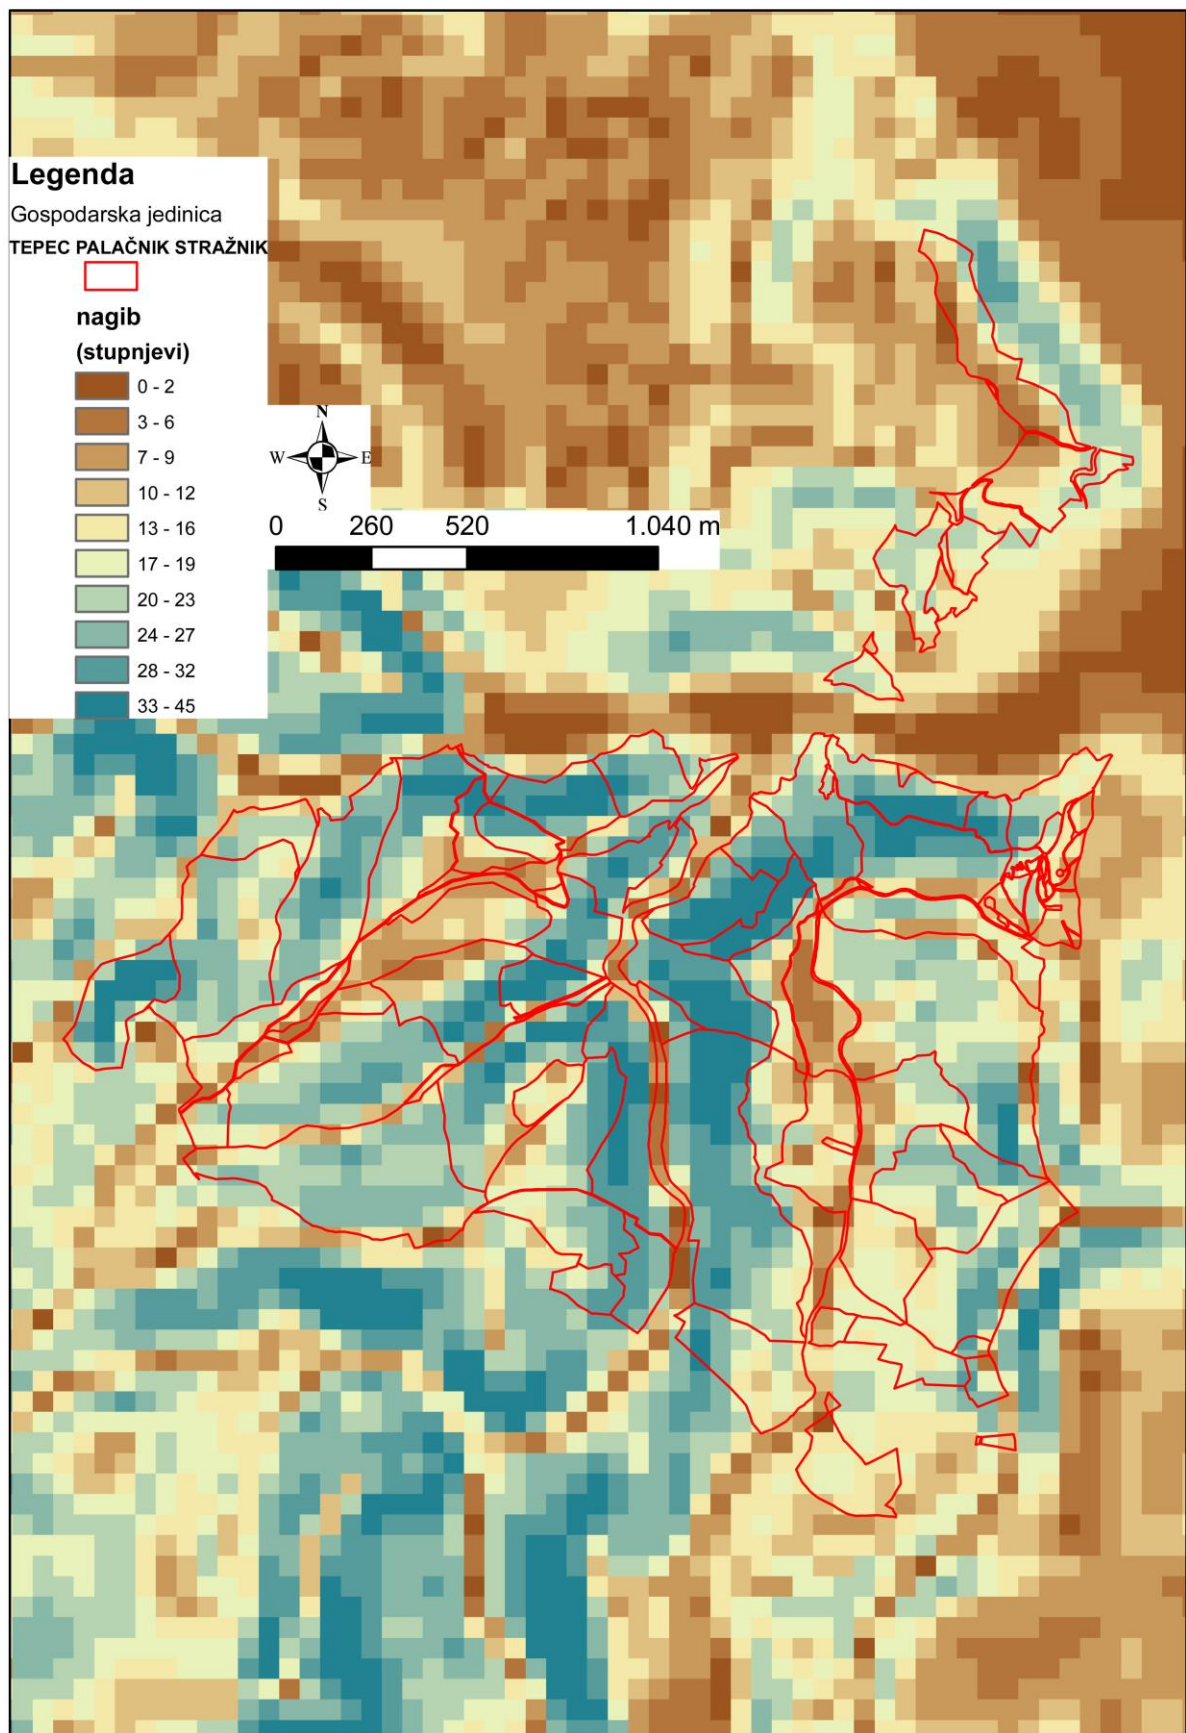 Legenda
Gospodarska jedinica
TEPEC PALAČNIK STRAŽNIK
nagib
(stupnjevi)
0 - 2
3 - 6
7 - 9
10 - 12
13 - 16
17 - 19
20 - 23
24 - 27
28 - 32
33 - 45
N
W E
S
0 260 520 1.040 m